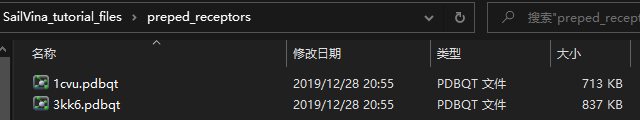 SailVina_tutorial_files > preped_receptors
搜索"preped_receptors"
名称 修改日期 类型 大小
1cvu.pdbqt 2019/12/28 20:55 PDBQT 文件 713 KB
3kk6.pdbqt 2019/12/28 20:55 PDBQT 文件 837 KB